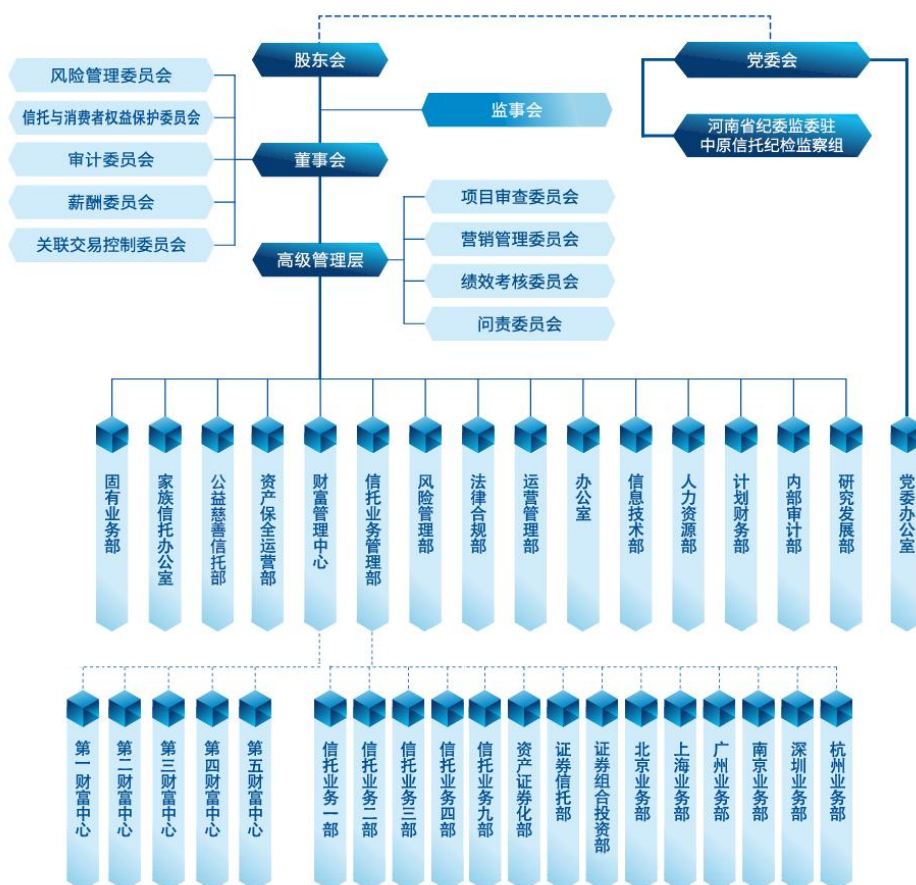 股东会
党委会
风险管理委员会
信托与消费者权益保护委员会
审计委员会
薪酬委员会
关联交易控制委员会
监事会
董事会
河南省纪委监委驻
中原信托纪检监察组
高级管理层
项目审查委员会
营销管理委员会
绩效考核委员会
问责委员会
固有业务部
家族信托办公室
公益慈善信托部
资产保全运营部
财富管理中心
信托业务管理部
风险管理部
法律合规部
运营管理部
办公室
信息技术部
人力资源部
计划财务部
内部审计部
研究发展部
党委办公室
第一财富中心
第二财富中心
第三财富中心
第四财富中心
第五财富中心
信托业务一部
信托业务二部
信托业务三部
信托业务四部
信托业务九部
资产证券化部
证券信托部
证券组合投资部
北京业务部
上海业务部
广州业务部
南京业务部
深圳业务部
杭州业务部